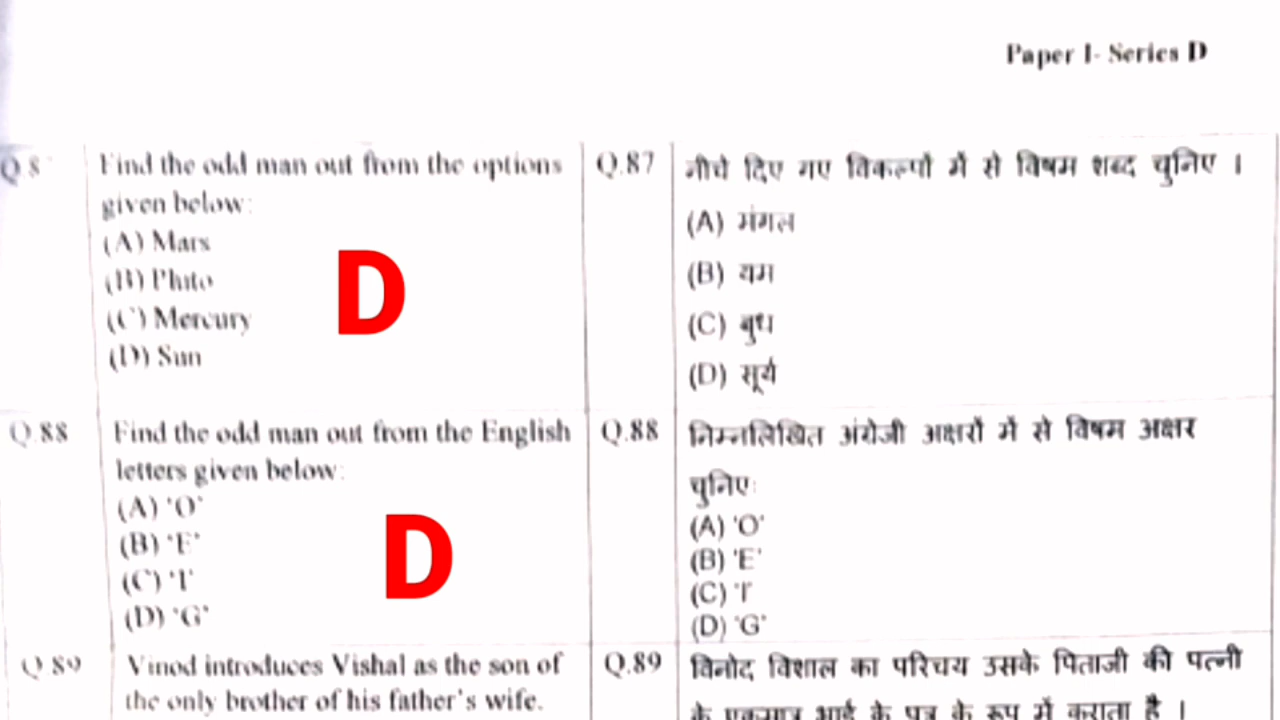 Paper I- Series D
Q.8
Find the odd man out from the options
given below:
(A) Mars
(B) Pluto
(C) Mercury
(D) Sun
D
Q.87
नीचे दिए गए विकल्पों में से विषम शब्द चुनिए ।
(A) मंगल
(B) यम
(C) बुध
(D) सूर्य
Q.88
Find the odd man out from the English
letters given below:
(A) 'O'
(B) 'E'
(C) 'I'
(D) 'G'
D
Q.88
निम्नलिखित अंग्रेजी अक्षरों में से विषम अक्षर
चुनिए:
(A) 'O'
(B) 'E'
(C) 'I'
(D) 'G'
Q.89
Vinod introduces Vishal as the son of
the only brother of his father's wife.
Q.89
विनोद विशाल का परिचय उसके पिताजी की पत्नी
के एकमात्र भाई के पुत्र के रूप में कराता है ।